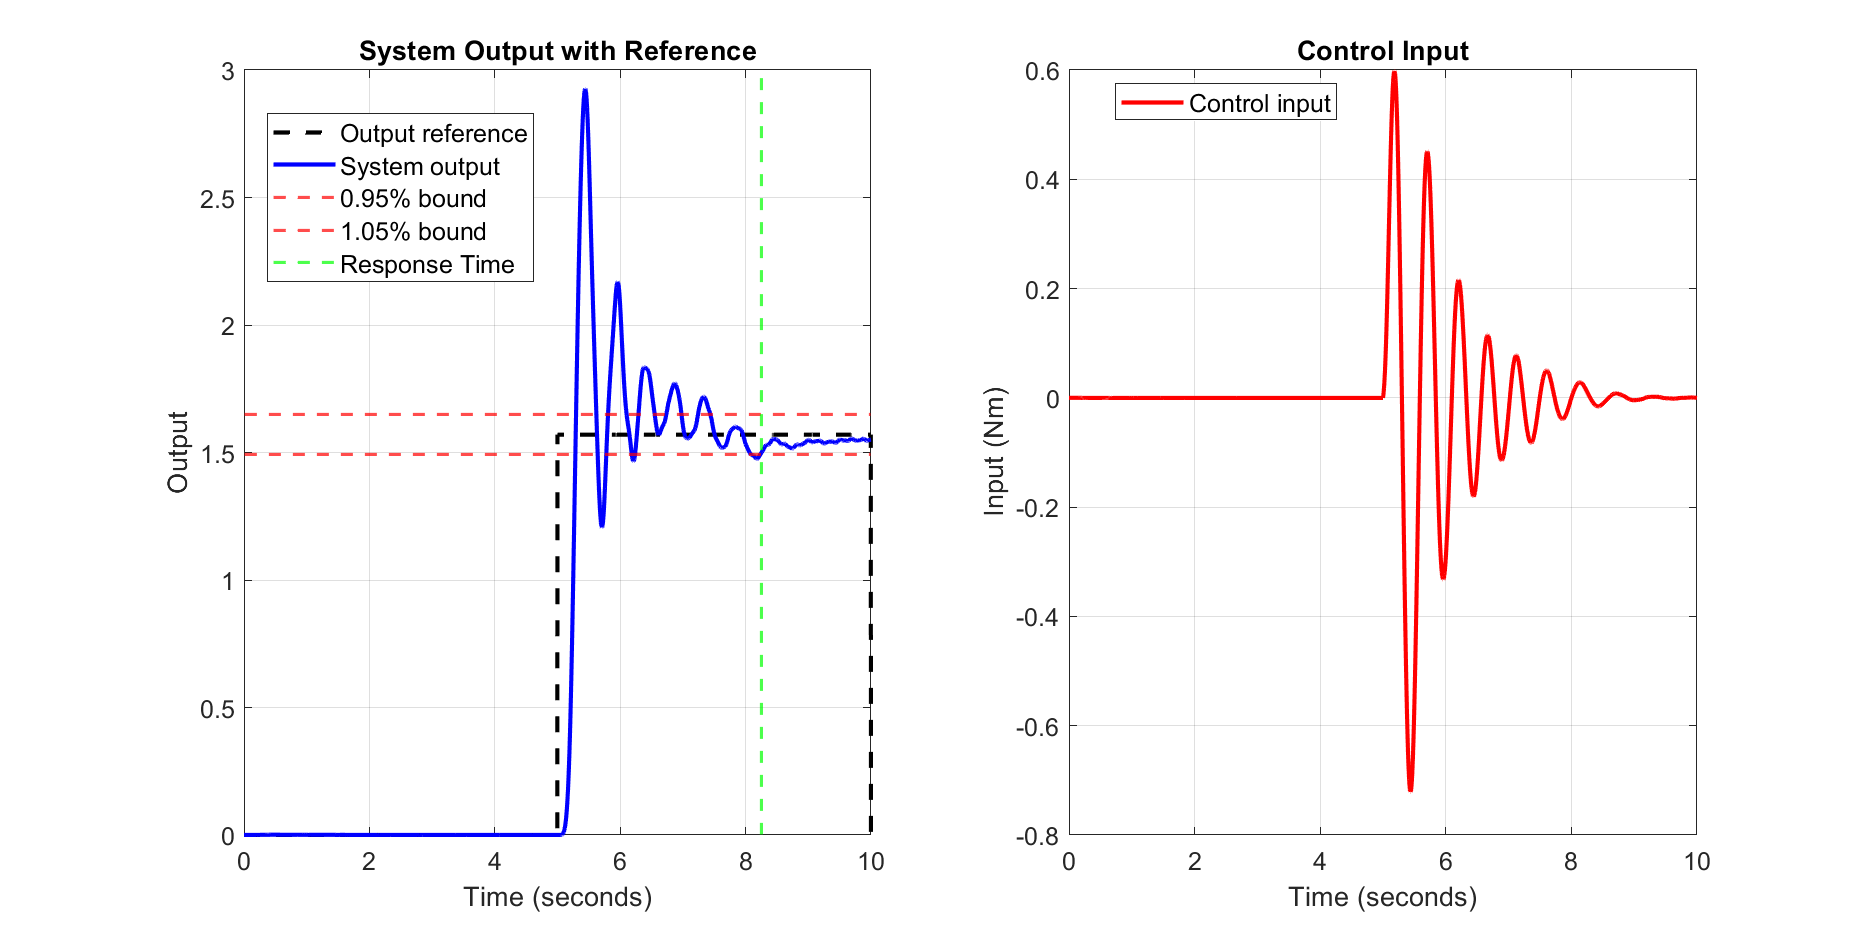 System Output with Reference
3
2.5
2
1.5
1
0.5
0
Output
Output reference
System output
0.95% bound
1.05% bound
Response Time
0 2 4 6 8 10
Time (seconds)
Control Input
0.6
0.4
0.2
0
-0.2
-0.4
-0.6
-0.8
Input (Nm)
Control input
0 2 4 6 8 10
Time (seconds)